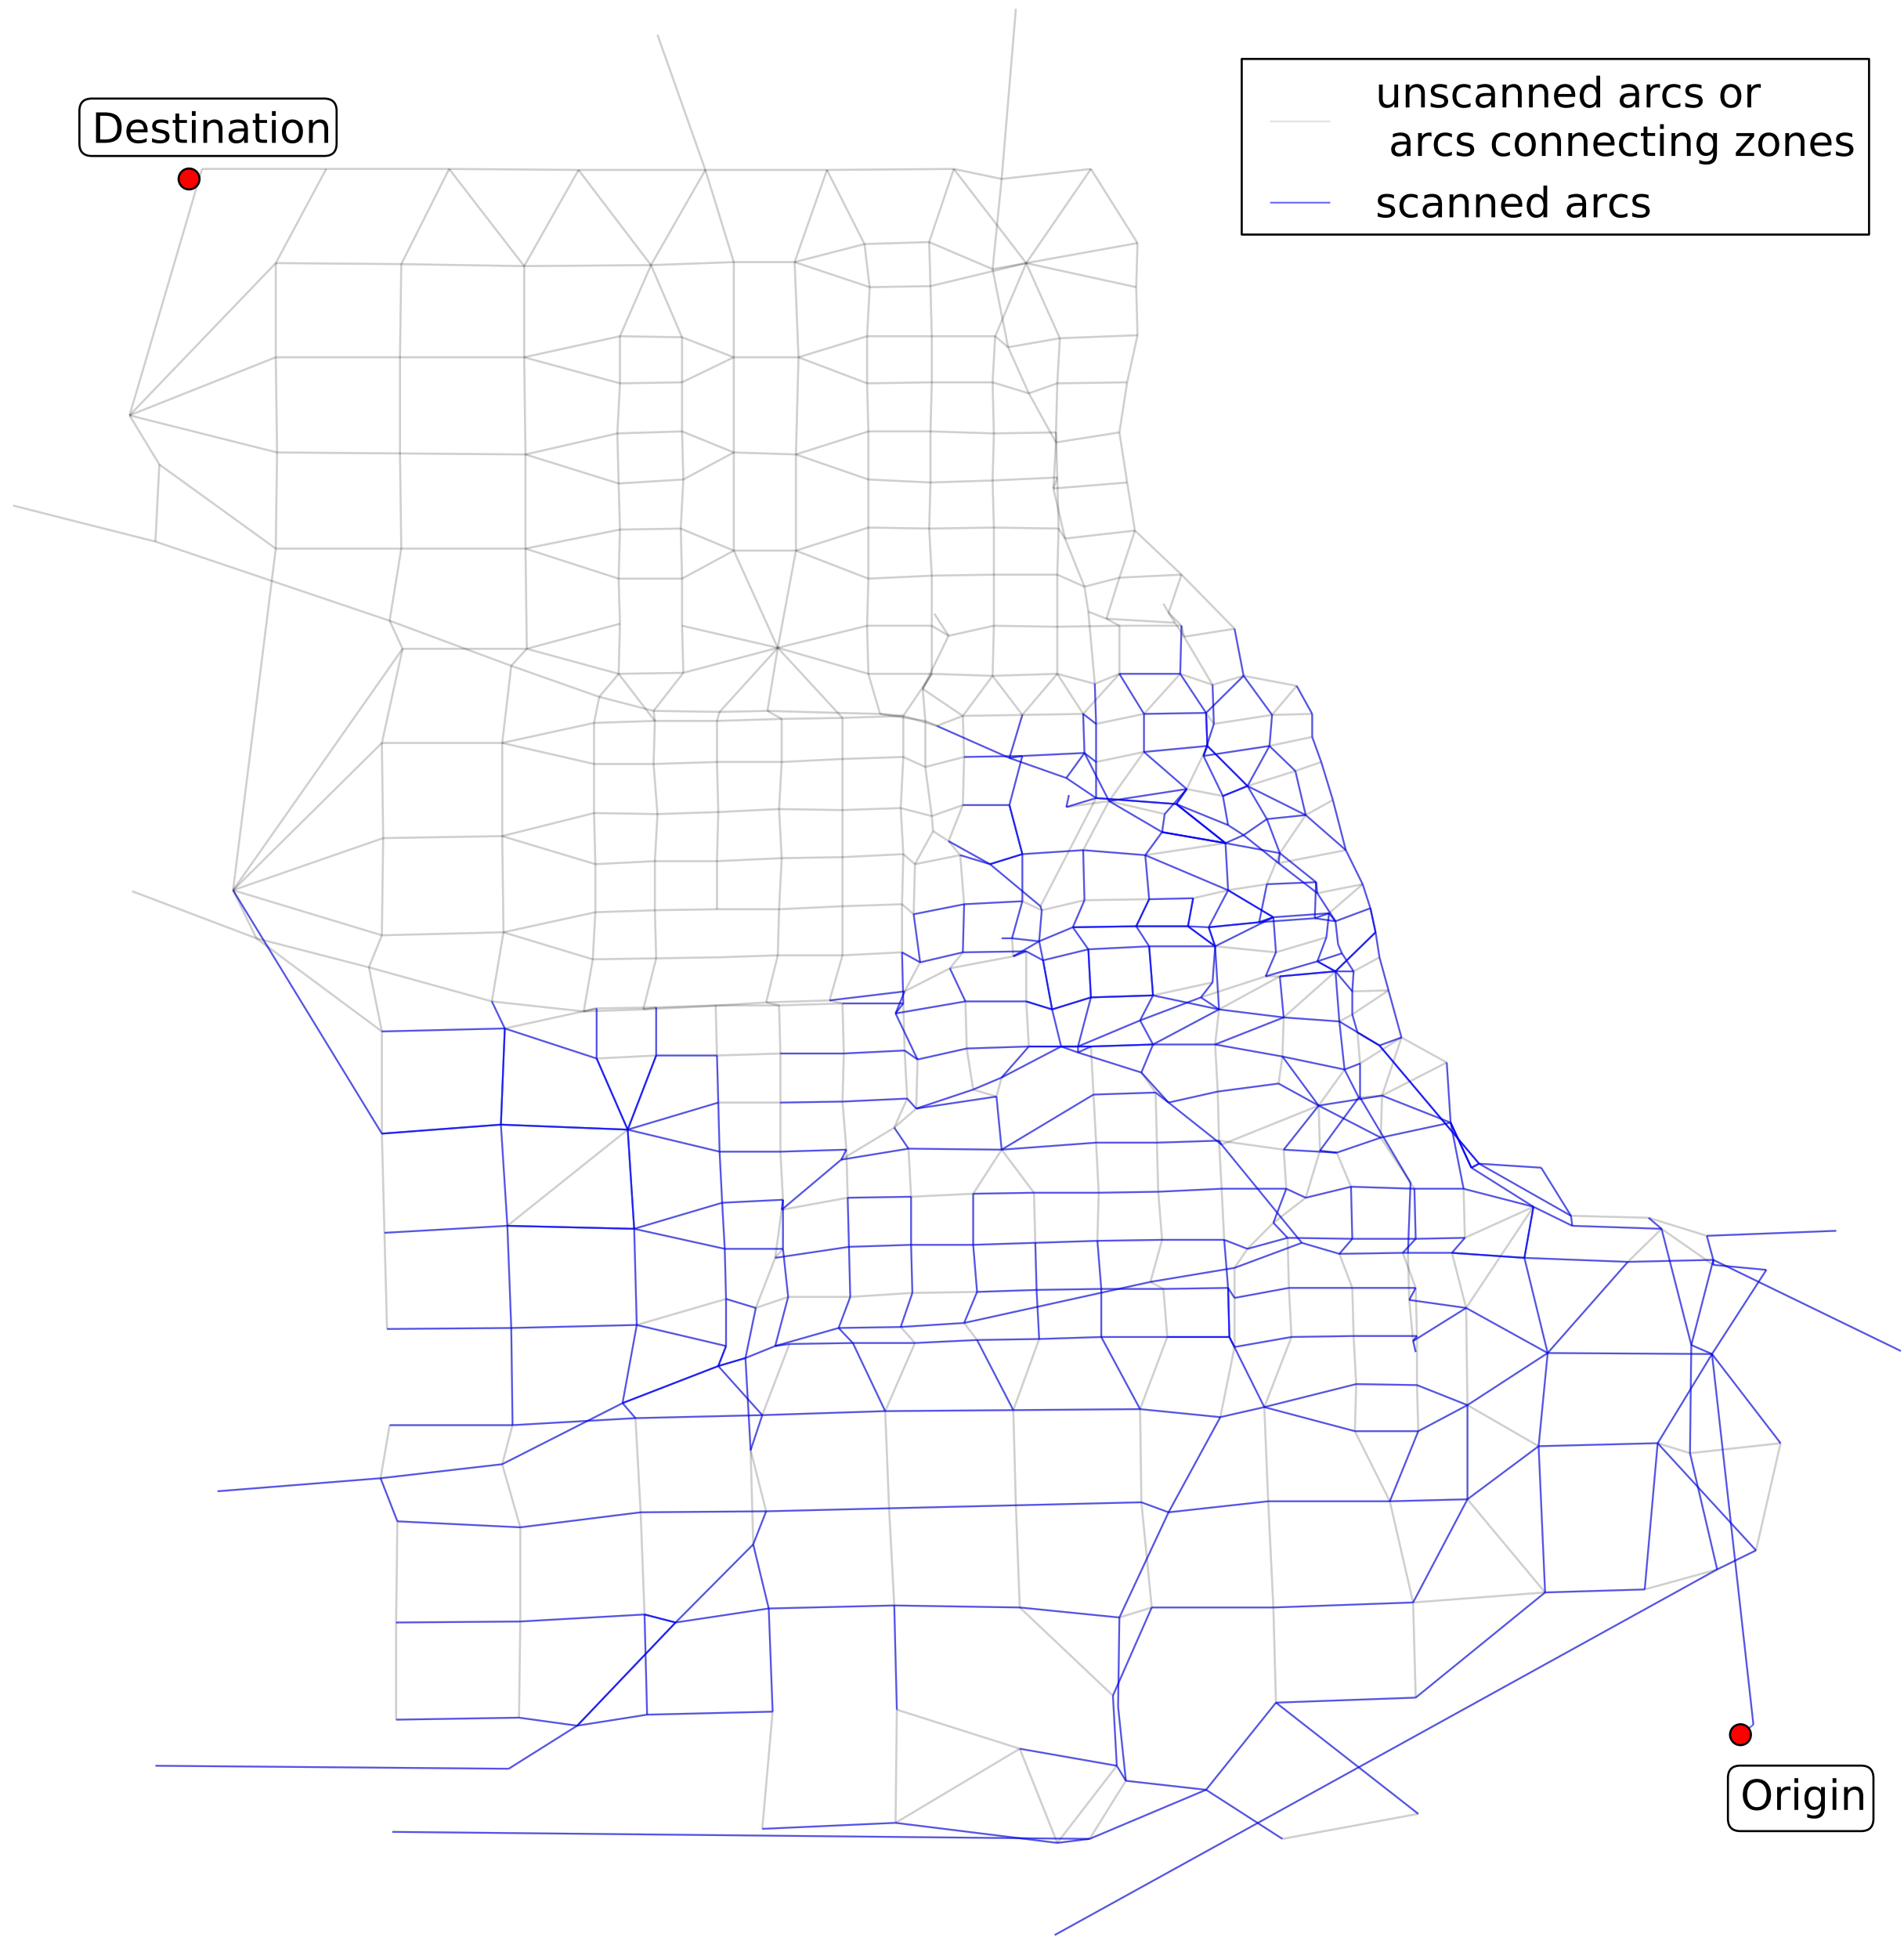 Destination
unscanned arcs or
arcs connecting zones
scanned arcs
Origin